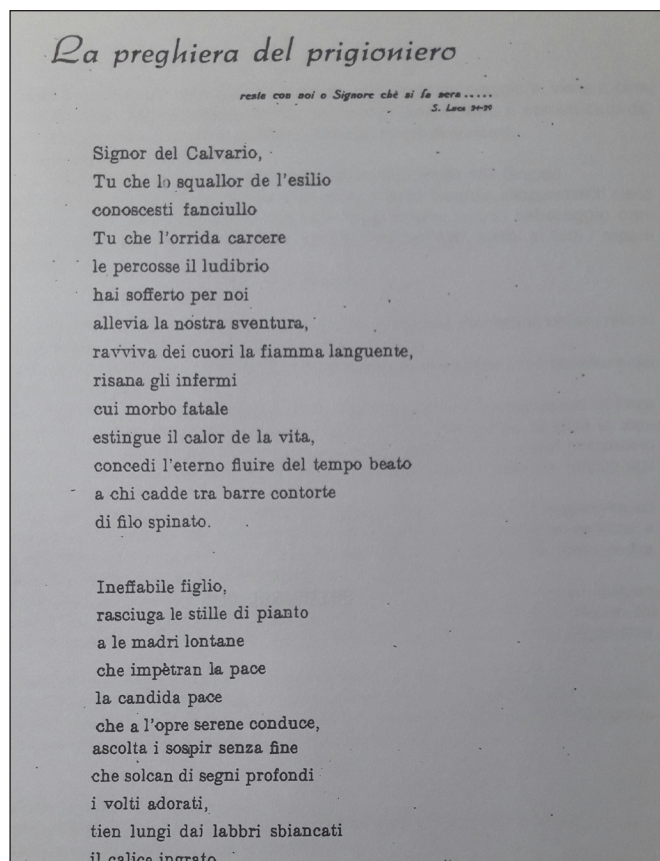 La preghiera del prigioniero
resta con noi o Signore chè si fa sera.....
S. Luca 24-29
Signor del Calvario,
Tu che lo squallor de l'esilio
conoscesti fanciullo
Tu che l'orrida carcere
le percosse il ludibrio
hai sofferto per noi
allevia la nostra sventura,
ravviva dei cuori la fiamma languente,
risana gli infermi
cui morbo fatale
estingue il calor de la vita,
concedi l'eterno fluire del tempo beato
a chi cadde tra barre contorte
di filo spinato.
Ineffabile figlio,
rasciuga le stille di pianto
a le madri lontane
che impètran la pace
la candida pace
che a l'opre serene conduce,
ascolta i sospir senza fine
che solcan di segni profondi
i volti adorati,
tien lungi dai labbri sbiancati
il calice ingrato